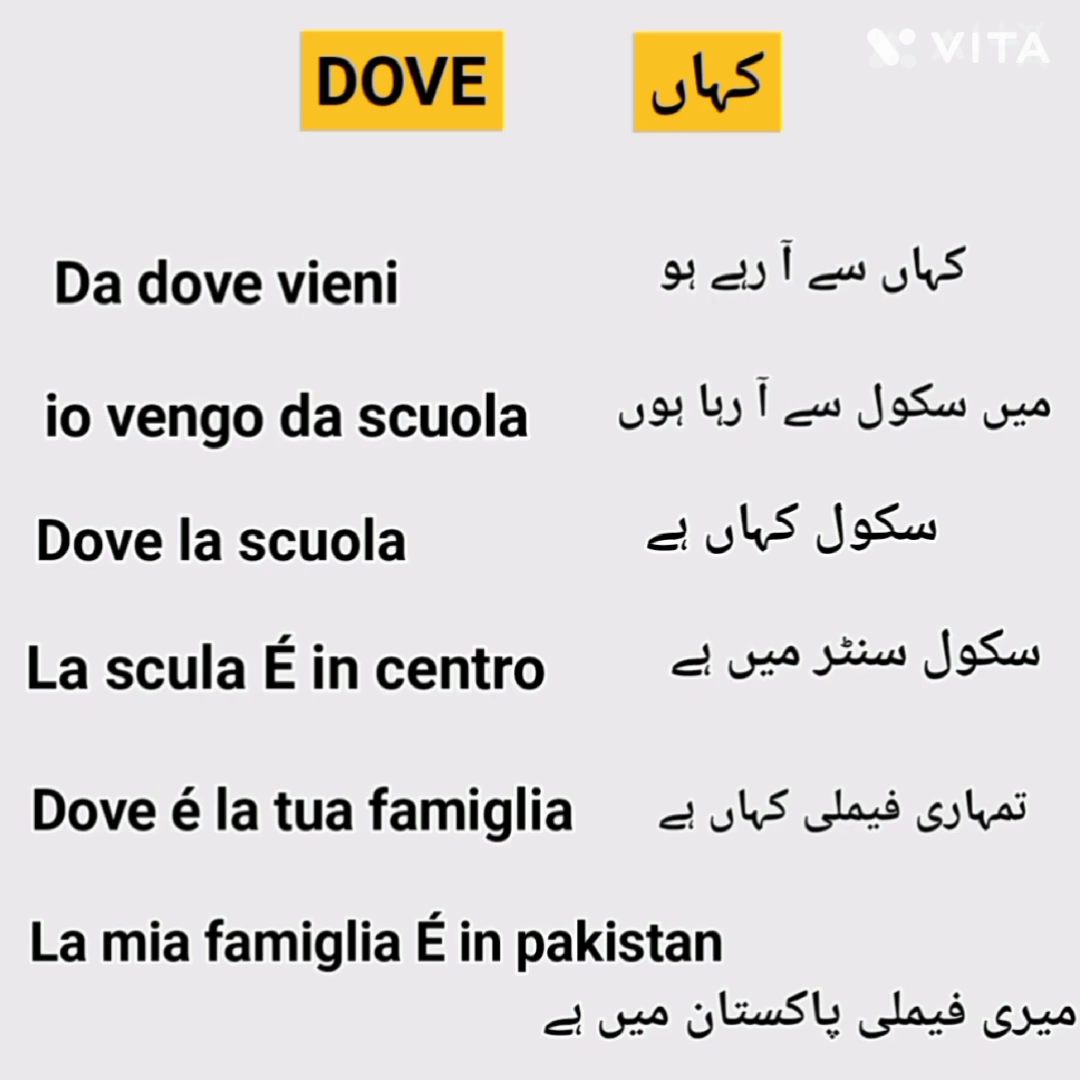 DOVE کہاں
VITA
Da dove vieni کہاں سے آ رہے ہو
io vengo da scuola میں سکول سے آ رہا ہوں
Dove la scuola سکول کہاں ہے
La scula É in centro سکول سنٹر میں ہے
Dove é la tua famiglia تمہاری فیملی کہاں ہے
La mia famiglia É in pakistan
میری فیملی پاکستان میں ہے